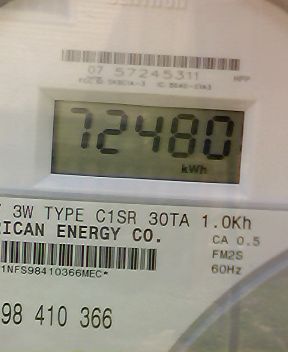 07 57245311
72480
kWh
3W TYPE C1SR 30TA 1.0Kh
RICAN ENERGY CO.
CA 0.5
FM2S
60Hz
1NFS98410366MEC*
98 410 366